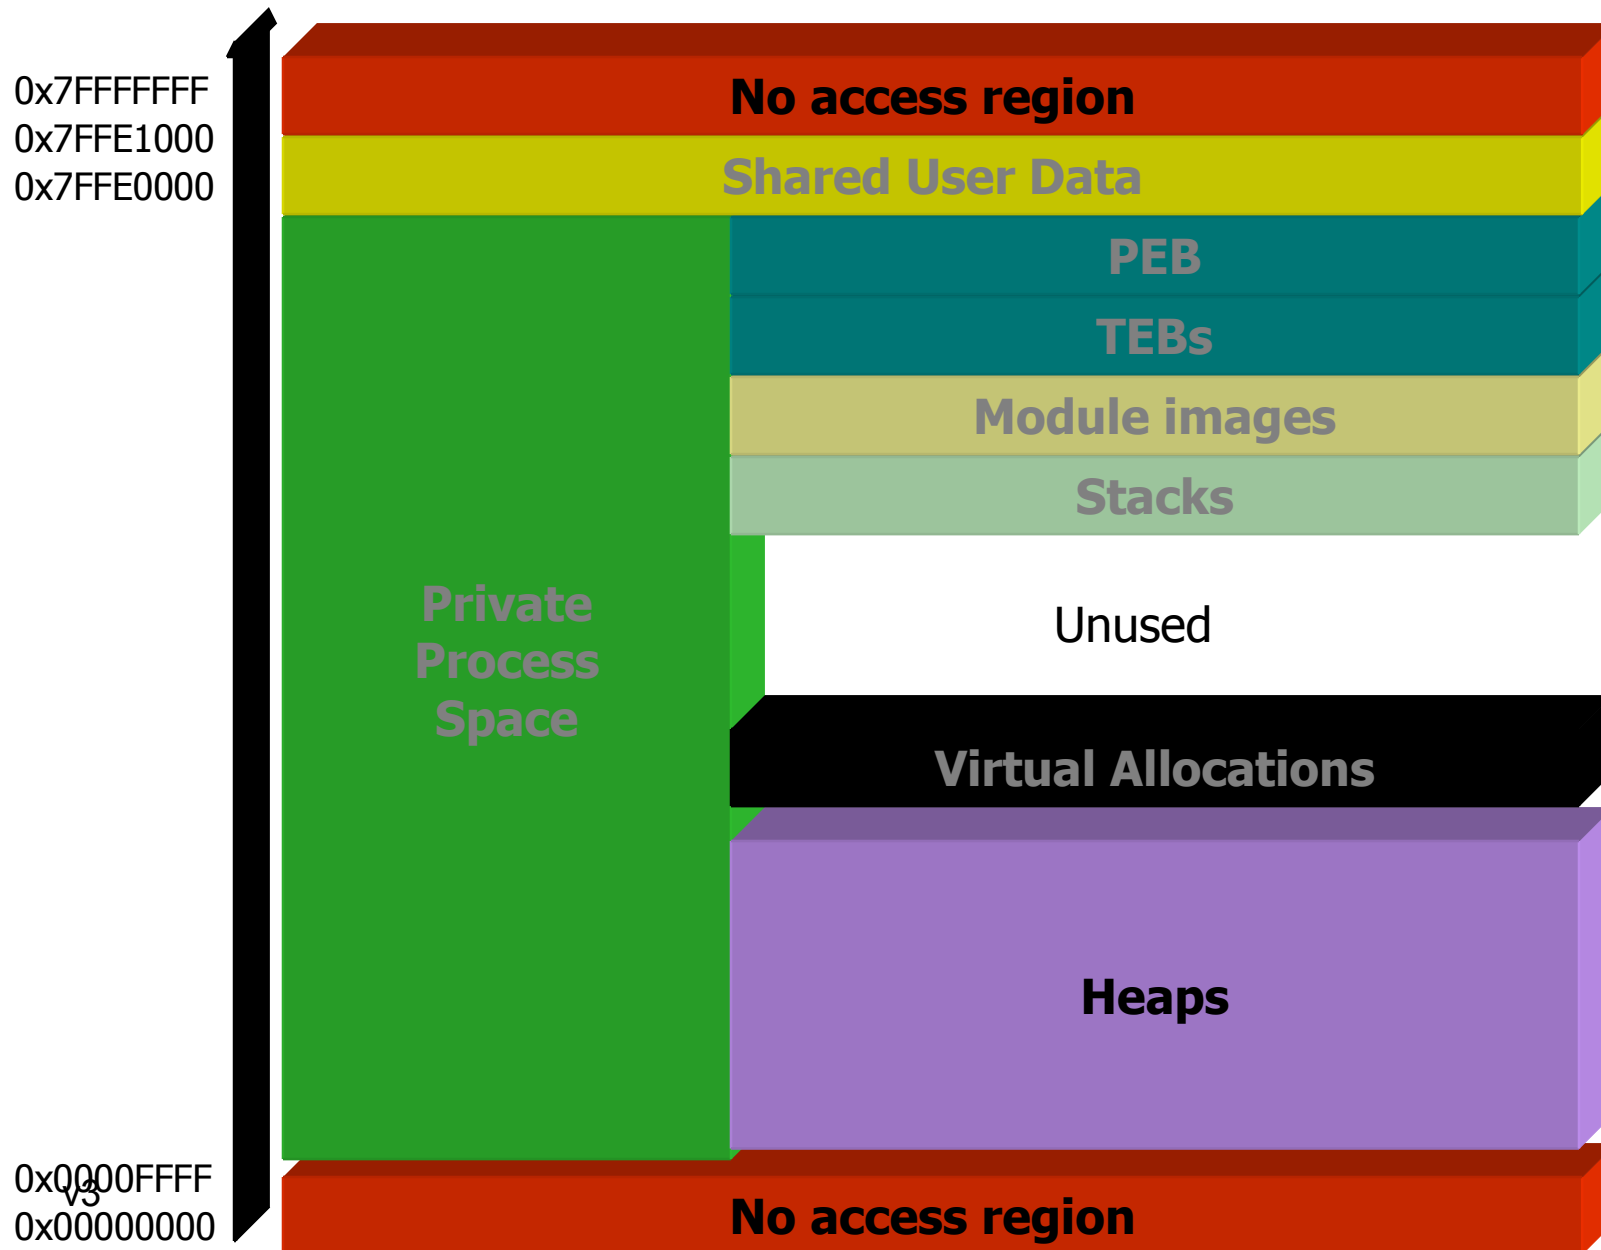 0x7FFFFFFF
0x7FFE1000
0x7FFE0000
No access region
Shared User Data
PEB
TEBs
Module images
Stacks
Private
Process
Space
Unused
Virtual Allocations
Heaps
0x0000FFFF
v3
0x00000000
No access region